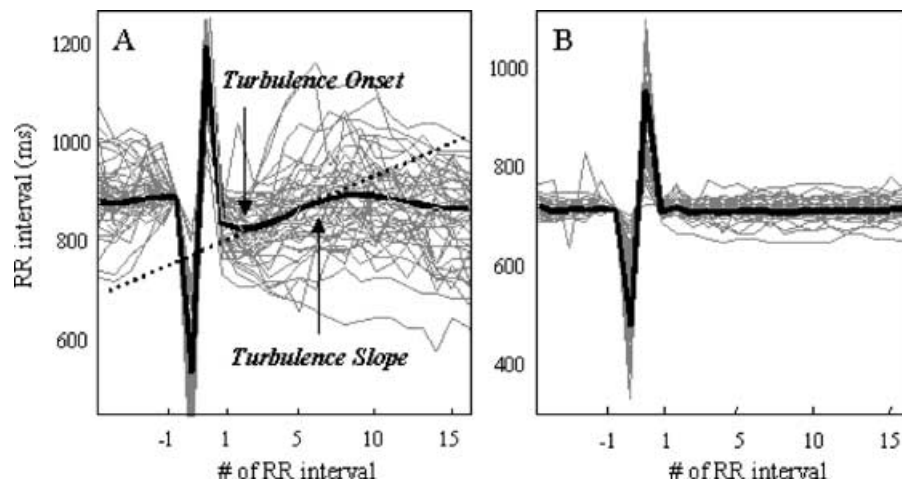 A
B
Turbulence Onset
Turbulence Slope
RR interval (ms)
1200
1000
800
600
1000
800
600
400
-1 1 5 10 15
-1 1 5 10 15
# of RR interval
# of RR interval